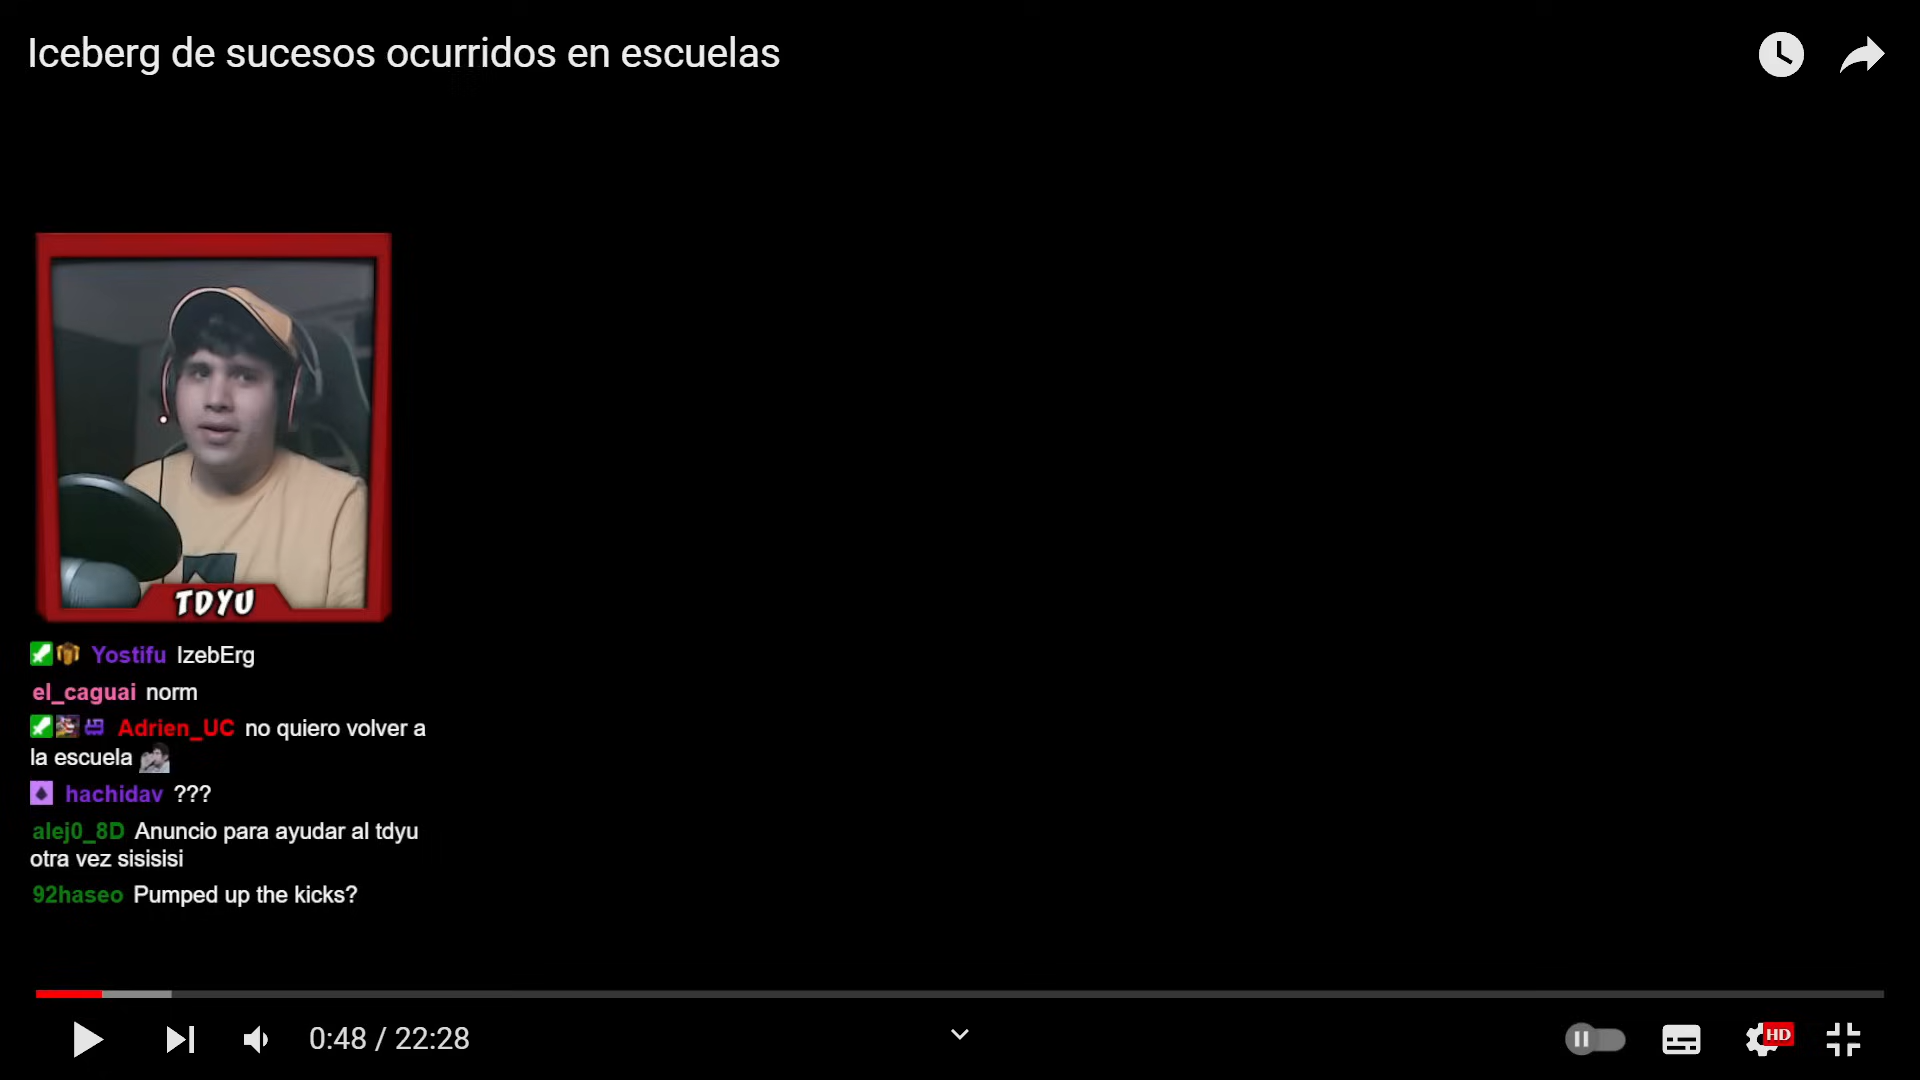 Iceberg de sucesos ocurridos en escuelas
TDYU
Yostifu IzebErg
el_caguai norm
Adrien_UC no quiero volver a
la escuela
hachidav ???
alej0_8D Anuncio para ayudar al tdyu
otra vez sisisisi
92haseo Pumped up the kicks?
0:48 / 22:28
HD